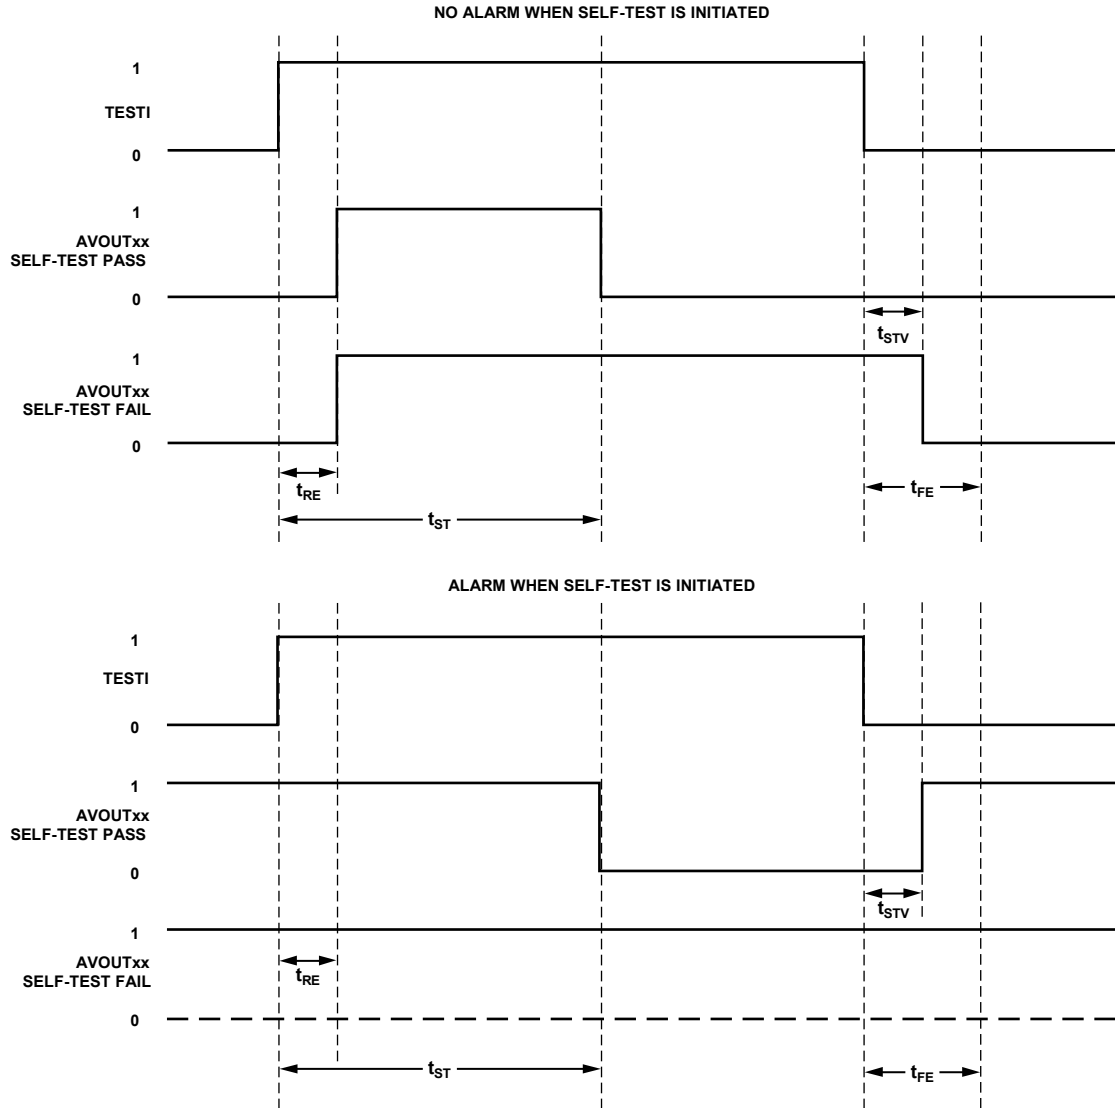 NO ALARM WHEN SELF-TEST IS INITIATED
1
TESTI
0
1
AVOUTxx
SELF-TEST PASS
0
tSTV
1
AVOUTxx
SELF-TEST FAIL
0
tRE
tFE
tST
ALARM WHEN SELF-TEST IS INITIATED
1
TESTI
0
1
AVOUTxx
SELF-TEST PASS
0
tSTV
1
AVOUTxx
SELF-TEST FAIL
tRE
0
tST
tFE